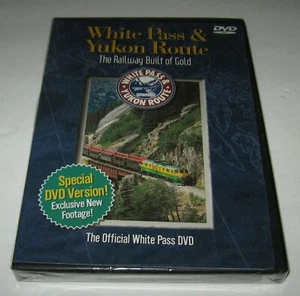 DVD
White Pass &
Yukon Route
The Railway Built of Gold
WHITE PASS &
YUKON ROUTE
Special
DVD Version!
Exclusive New
Footage!
The Official White Pass DVD